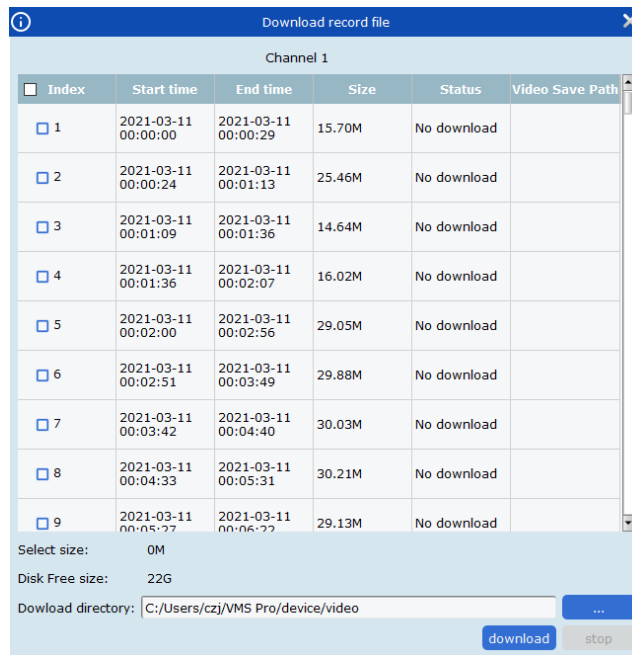 Download record file
Channel 1
Index Start time End time Size Status Video Save Path
1 2021-03-11 00:00:00 2021-03-11 00:00:29 15.70M No download
2 2021-03-11 00:00:24 2021-03-11 00:01:13 25.46M No download
3 2021-03-11 00:01:09 2021-03-11 00:01:36 14.64M No download
4 2021-03-11 00:01:36 2021-03-11 00:02:07 16.02M No download
5 2021-03-11 00:02:00 2021-03-11 00:02:56 29.05M No download
6 2021-03-11 00:02:51 2021-03-11 00:03:49 29.88M No download
7 2021-03-11 00:03:42 2021-03-11 00:04:40 30.03M No download
8 2021-03-11 00:04:33 2021-03-11 00:05:31 30.21M No download
9 2021-03-11 00:05:27 2021-03-11 00:06:22 29.13M No download
Select size: 0M
Disk Free size: 22G
Dowload directory: C:/Users/czj/VMS Pro/device/video ...
download stop